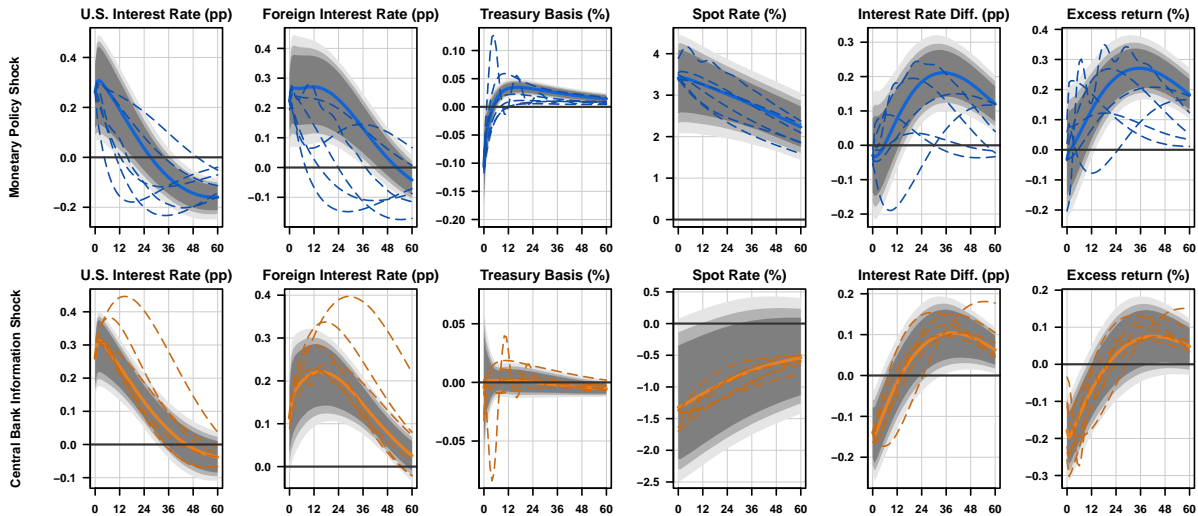 U.S. Interest Rate (pp) Foreign Interest Rate (pp) Treasury Basis (%) Spot Rate (%) Interest Rate Diff. (pp) Excess return (%)
Monetary Policy Shock
0.4 0.4 0.10 4 0.3 0.4
0.2 0.3 0.05 3 0.2 0.3
0.0 0.2 0.00 2 0.1 0.2
−0.2 0.1 −0.05 1 0.0 0.1
0.0 −0.10 0 −0.1 0.0
−0.1 −0.15 −0.2 −0.1
−0.20 −0.2
0 12 24 36 48 60 0 12 24 36 48 60 0 12 24 36 48 60 0 12 24 36 48 60 0 12 24 36 48 60 0 12 24 36 48 60
U.S. Interest Rate (pp) Foreign Interest Rate (pp) Treasury Basis (%) Spot Rate (%) Interest Rate Diff. (pp) Excess return (%)
Central Bank Information Shock
0.4 0.4 0.05 0.5 0.2 0.2
0.3 0.3 0.00 0.0 0.1 0.1
0.2 0.2 −0.05 −0.5 0.0 0.0
0.1 0.1 −1.0 −0.1 −0.1
0.0 0.0 −1.5 −0.2 −0.2
−0.1 −2.0 −0.3
−2.5
0 12 24 36 48 60 0 12 24 36 48 60 0 12 24 36 48 60 0 12 24 36 48 60 0 12 24 36 48 60 0 12 24 36 48 60